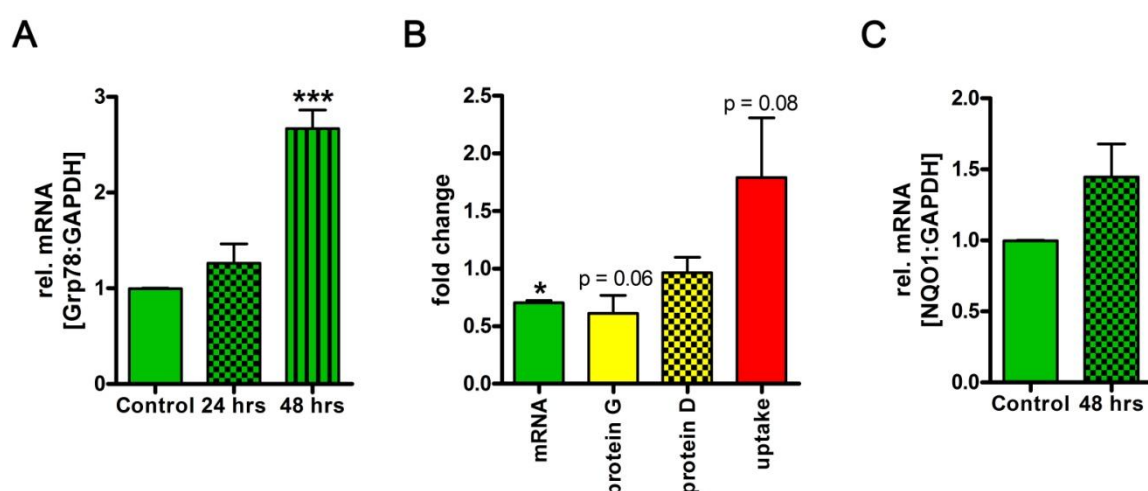 A
rel. mRNA
[Grp78:GAPDH]
3
2
1
0
***
Control 24 hrs 48 hrs
B
fold change
2.5
2.0
1.5
1.0
0.5
0.0
*
p = 0.06
p = 0.08
mRNA
protein G
protein D
uptake
C
rel. mRNA
[NQO1:GAPDH]
2.0
1.5
1.0
0.5
0.0
Control 48 hrs